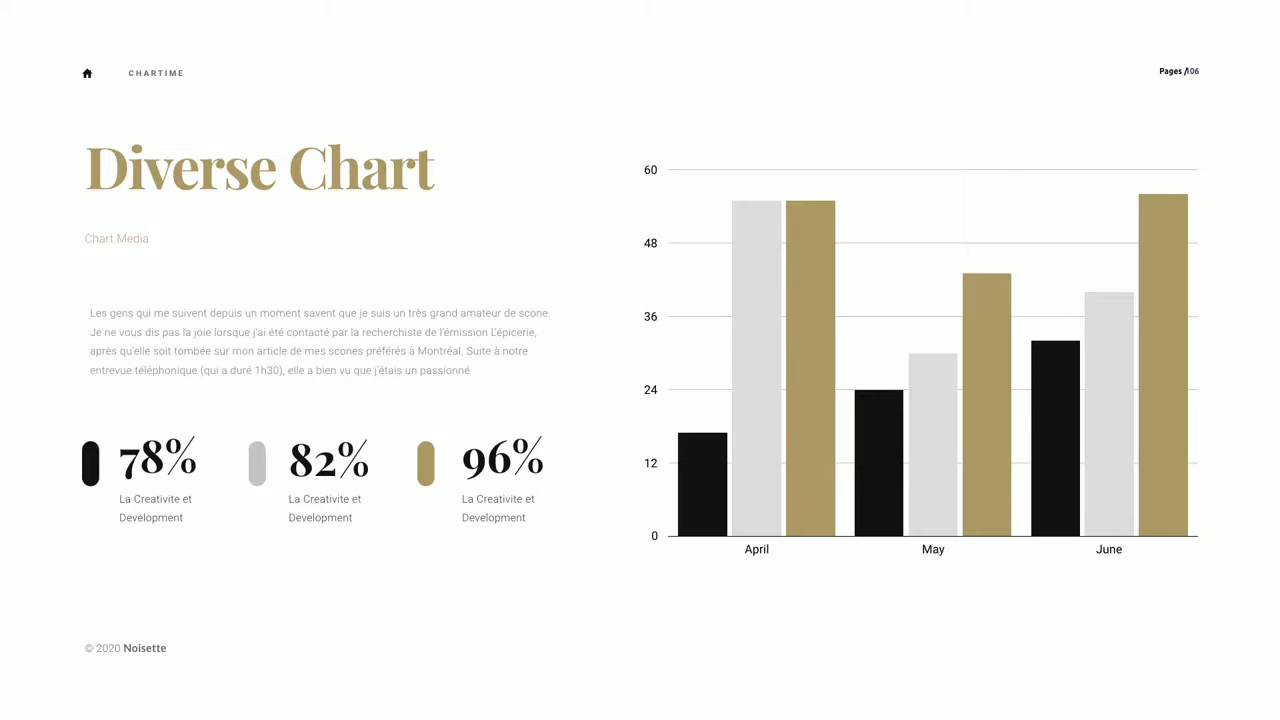 CHARTIME
Pages /106
Diverse Chart
Chart Media
Les gens qui me suivent depuis un moment savent que je suis un très grand amateur de scone
Je ne vous dis pas la joie lorsque j'ai été contacté par la recherchiste de l'émission L'épicerie,
après qu'elle soit tombée sur mon article de mes scones préférés à Montréal. Suite à notre
entrevue téléphonique (qui a duré 1h30), elle a bien vu que j'étais un passionné
78%
La Creativite et
Development
82%
La Creativite et
Development
96%
La Creativite et
Development
60
48
36
24
12
0
April
May
June
© 2020 Noisette